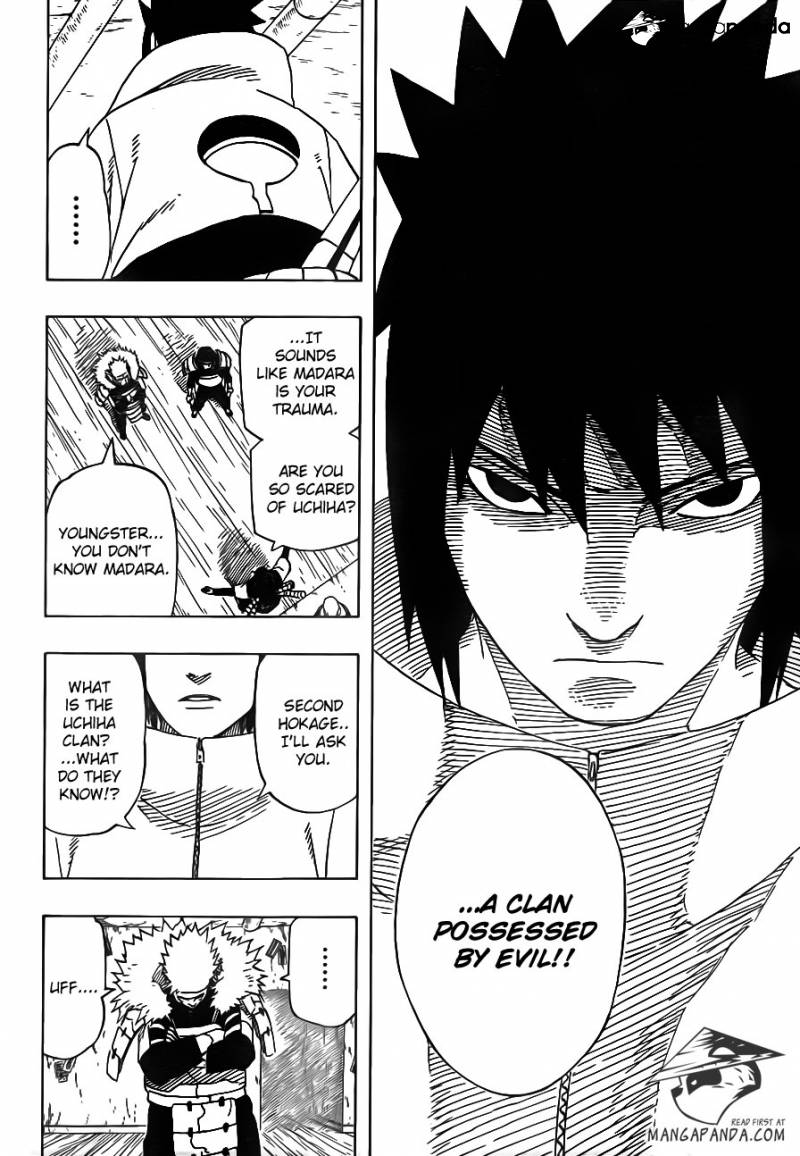 ...A CLAN
POSSESSED
BY EVIL!!
......
...IT
SOUNDS
LIKE MADARA
IS YOUR
TRAUMA.
ARE YOU
SO SCARED
OF UCHIHA?
YOUNGSTER...
...YOU DON'T
KNOW MADARA.
SECOND
HOKAGE..
I'LL ASK
YOU.
WHAT
IS THE
UCHIHA
CLAN?
...WHAT
DO THEY
KNOW!?
.....
UFF....
READ FIRST AT
MANGAPANDA.COM